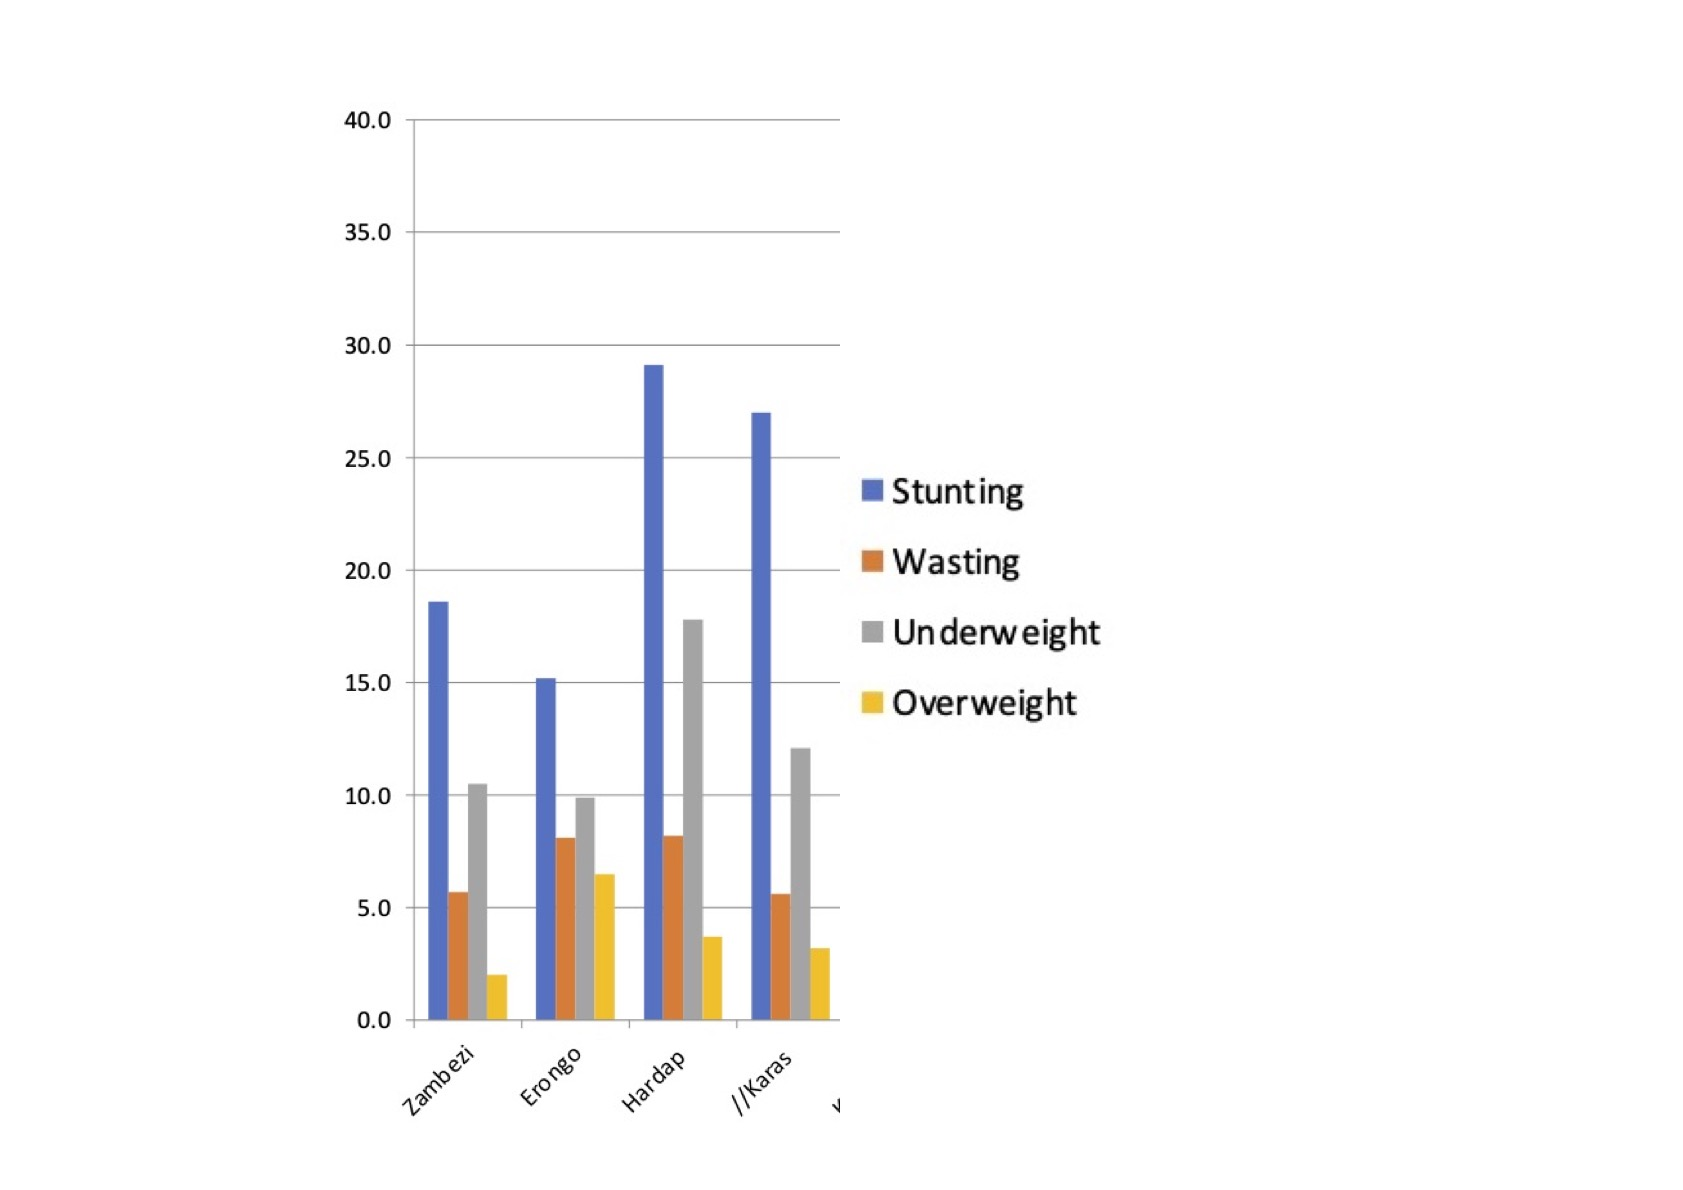 40.0
35.0
30.0
25.0
20.0
15.0
10.0
5.0
0.0
Zambezi
Erongo
Hardap
//Karas
Stunting
Wasting
Underweight
Overweight